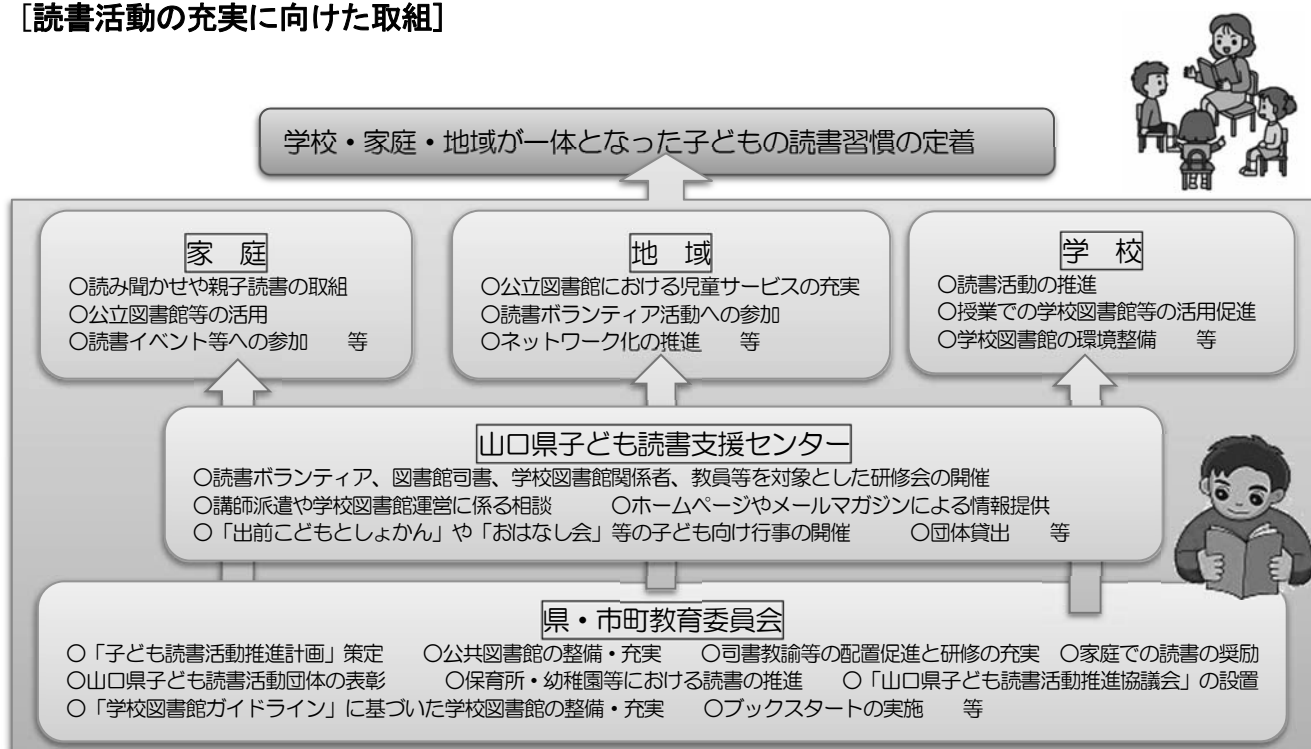 [読書活動の充実に向けた取組]
学校・家庭・地域が一体となった子どもの読書習慣の定着
家　庭
○読み聞かせや親子読書の取組
○公立図書館等の活用
○読書イベント等への参加　　等
地　域
○公立図書館における児童サービスの充実
○読書ボランティア活動への参加
○ネットワーク化の推進　　等
学　校
○読書活動の推進
○授業での学校図書館等の活用促進
○学校図書館の環境整備　　等
山口県子ども読書支援センター
○読書ボランティア、図書館司書、学校図書館関係者、教員等を対象とした研修会の開催
○講師派遣や学校図書館運営に係る相談　　　○ホームページやメールマガジンによる情報提供
○「出前こどもとしょかん」や「おはなし会」等の子ども向け行事の開催　　　○団体貸出　　等
県・市町教育委員会
○「子ども読書活動推進計画」策定　　○公共図書館の整備・充実　　○司書教諭等の配置促進と研修の充実　○家庭での読書の奨励
○山口県子ども読書活動団体の表彰　　　○保育所・幼稚園等における読書の推進　　○「山口県子ども読書活動推進協議会」の設置
○「学校図書館ガイドライン」に基づいた学校図書館の整備・充実　　○ブックスタートの実施　　等